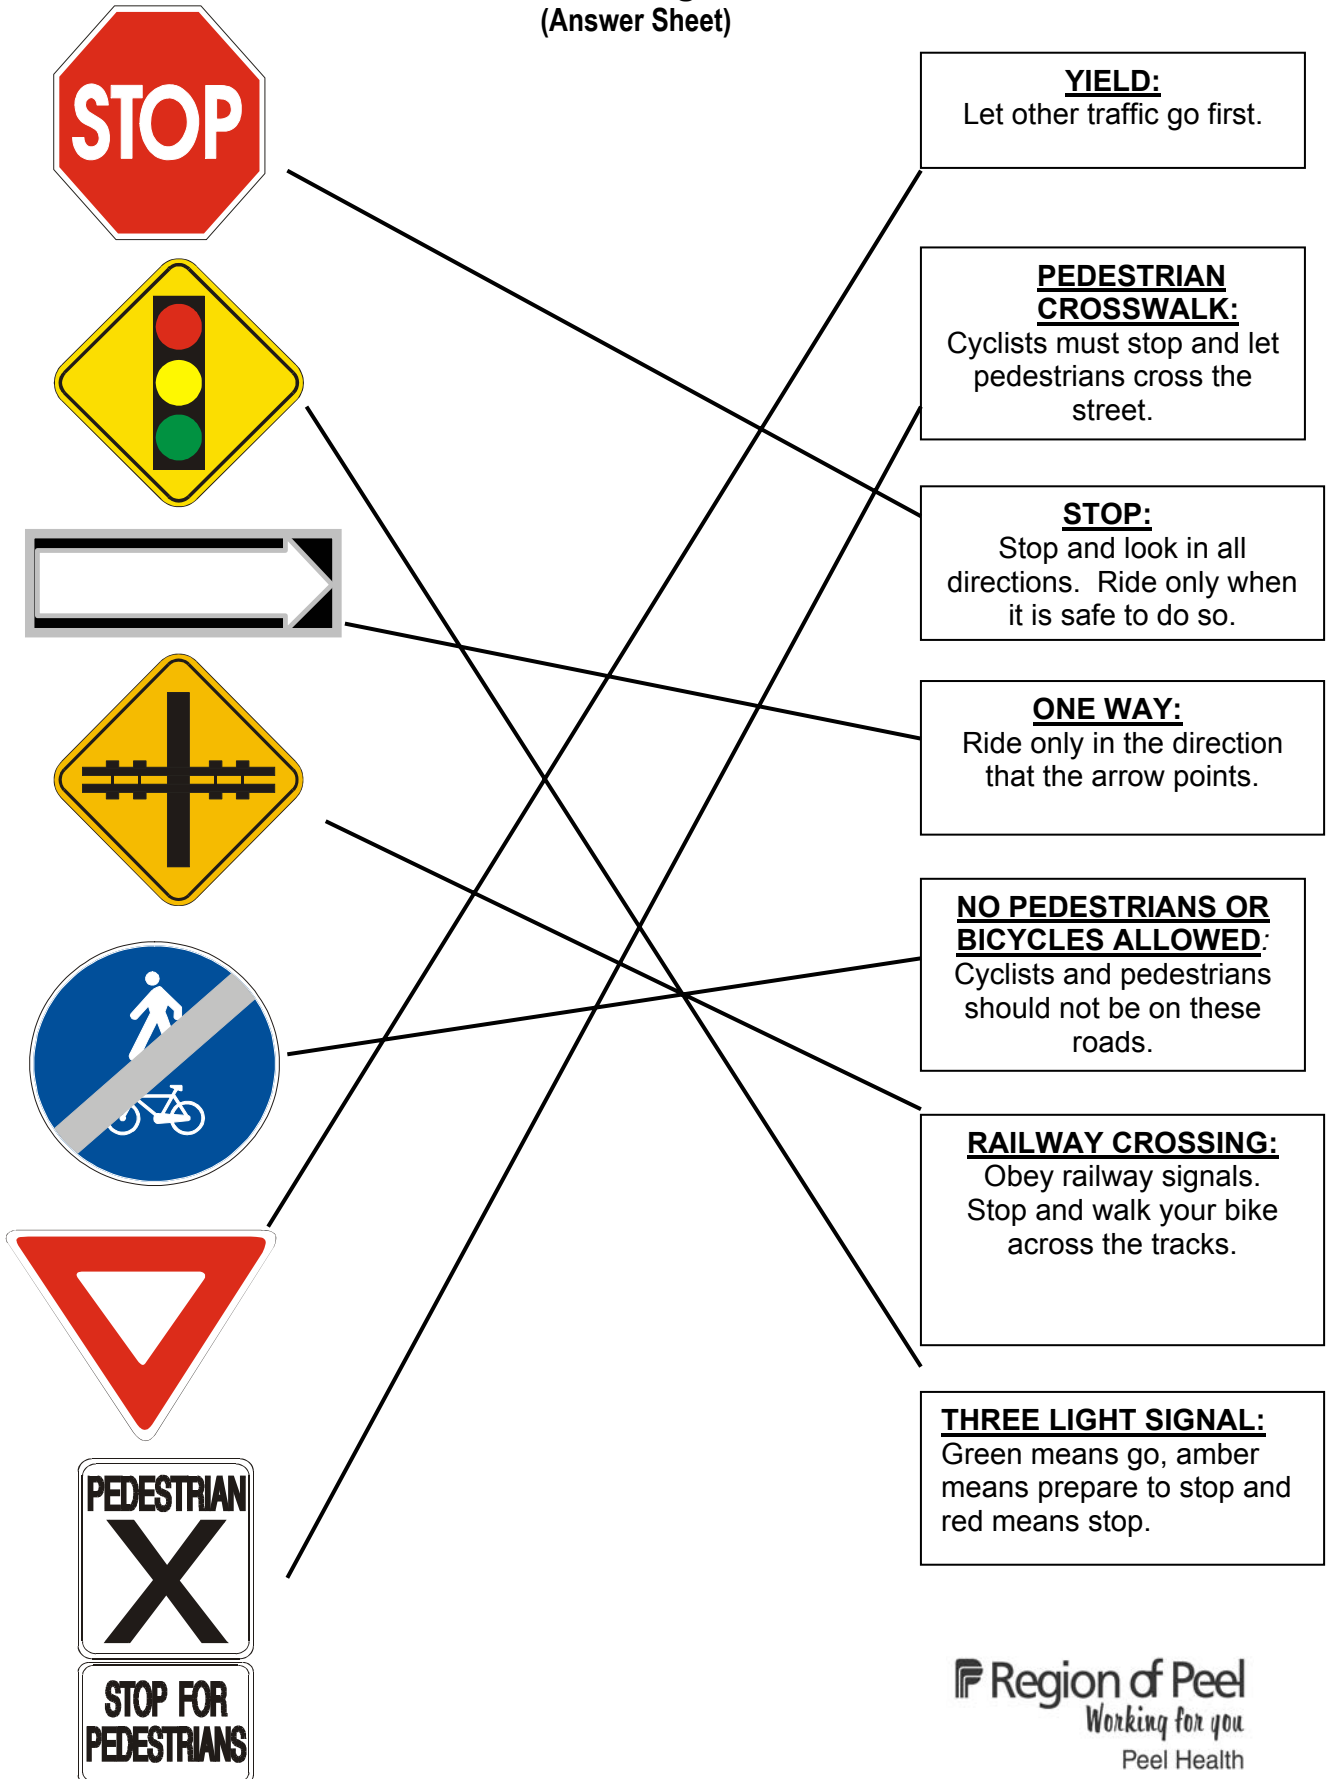 (Answer Sheet)
STOP
YIELD:
Let other traffic go first.
PEDESTRIAN
CROSSWALK:
Cyclists must stop and let
pedestrians cross the
street.
STOP:
Stop and look in all
directions.  Ride only when
it is safe to do so.
ONE WAY:
Ride only in the direction
that the arrow points.
NO PEDESTRIANS OR
BICYCLES ALLOWED:
Cyclists and pedestrians
should not be on these
roads.
RAILWAY CROSSING:
Obey railway signals.
Stop and walk your bike
across the tracks.
THREE LIGHT SIGNAL:
Green means go, amber
means prepare to stop and
red means stop.
PEDESTRIAN
X
STOP FOR
PEDESTRIANS
Region of Peel
Working for you
Peel Health